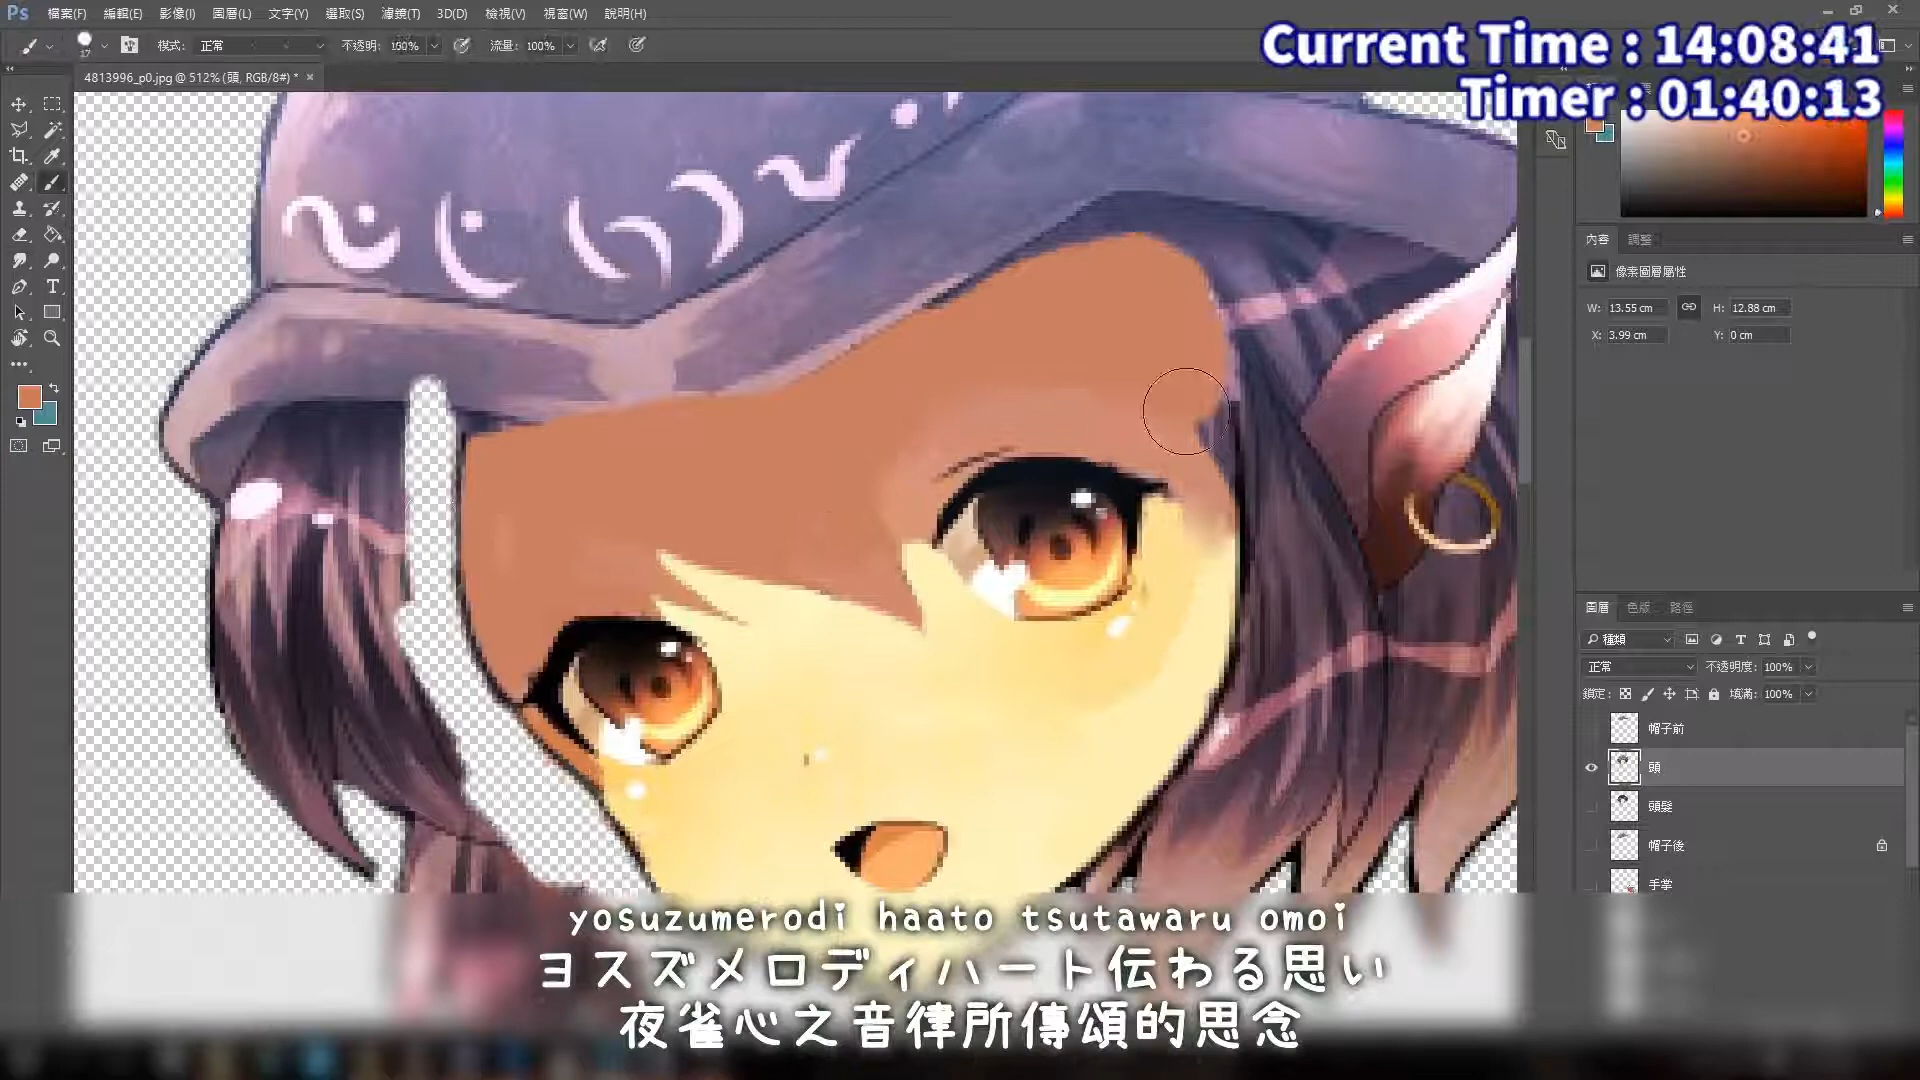 Ps 檔案(F) 編輯(E) 影像(I) 圖層(L) 文字(Y) 選取(S) 濾鏡(T) 3D(D) 檢視(V) 視窗(W) 說明(H)
Current Time : 14:08:41
Timer : 01:40:13
17 模式: 正常 不透明: 100% 流量: 100%
4813996_p0.jpg @ 512% (頭, RGB/8#) *
內容 調整
像素圖層屬性
W: 13.55 cm H: 12.88 cm
X: 3.99 cm Y: 0 cm
圖層 色版 路徑
種類
正常 不透明度: 100%
鎖定: 填滿: 100%
帽子前
頭
頭髮
帽子後
手掌
yosuzumerodi haato tsutawaru omoi
ヨスズメロディハート伝わる思い
夜雀心之音律所傳頌的思念